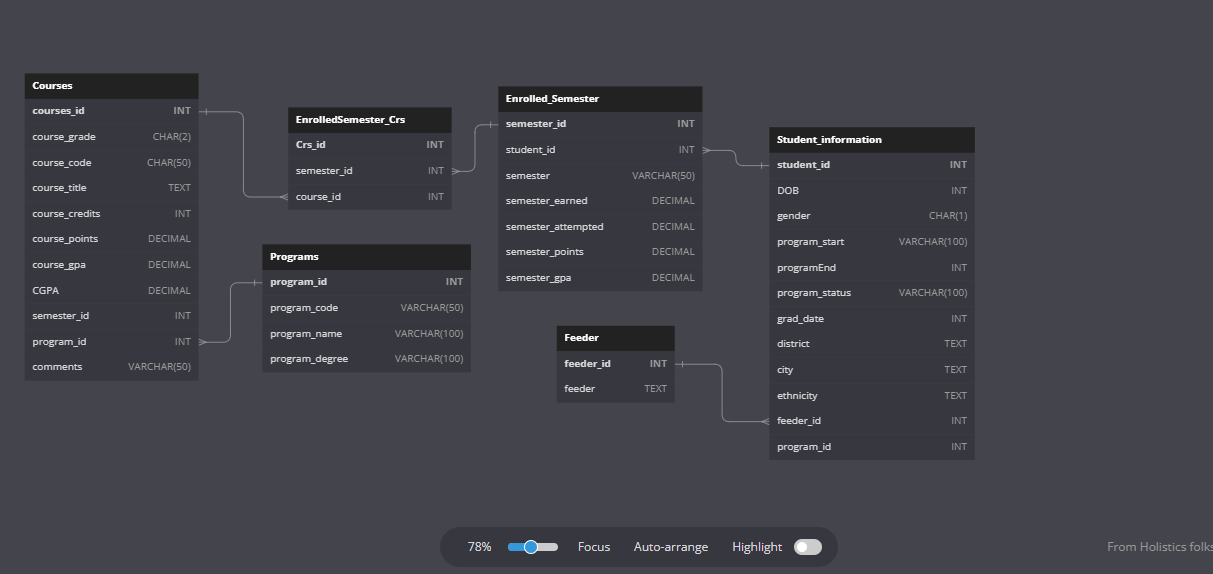 Courses
courses_id INT
course_grade CHAR(2)
course_code CHAR(50)
course_title TEXT
course_credits INT
course_points DECIMAL
course_gpa DECIMAL
CGPA DECIMAL
semester_id INT
program_id INT
comments VARCHAR(50)
EnrolledSemester_Crs
Crs_id INT
semester_id INT
course_id INT
Programs
program_id INT
program_code VARCHAR(50)
program_name VARCHAR(100)
program_degree VARCHAR(100)
Enrolled_Semester
semester_id INT
student_id INT
semester VARCHAR(50)
semester_earned DECIMAL
semester_attempted DECIMAL
semester_points DECIMAL
semester_gpa DECIMAL
Feeder
feeder_id INT
feeder TEXT
Student_information
student_id INT
DOB INT
gender CHAR(1)
program_start VARCHAR(100)
programEnd INT
program_status VARCHAR(100)
grad_date INT
district TEXT
city TEXT
ethnicity TEXT
feeder_id INT
program_id INT
78% Focus Auto-arrange Highlight
From Holistics folks